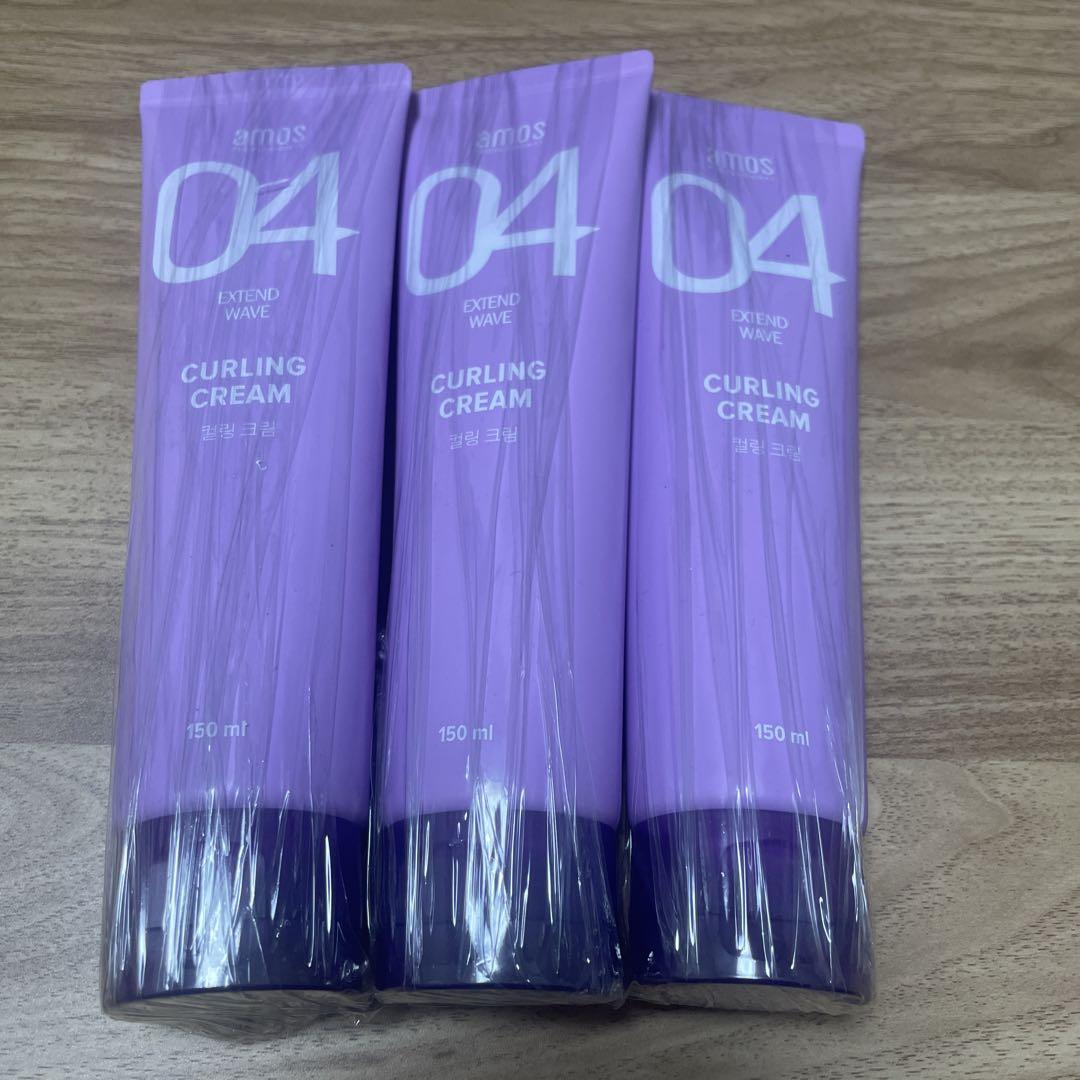 amos
04
EXTEND
WAVE
CURLING
CREAM
컬링 크림
150 ml
amos
04
EXTEND
WAVE
CURLING
CREAM
컬링 크림
150 ml
amos
04
EXTEND
WAVE
CURLING
CREAM
컬링 크림
150 ml